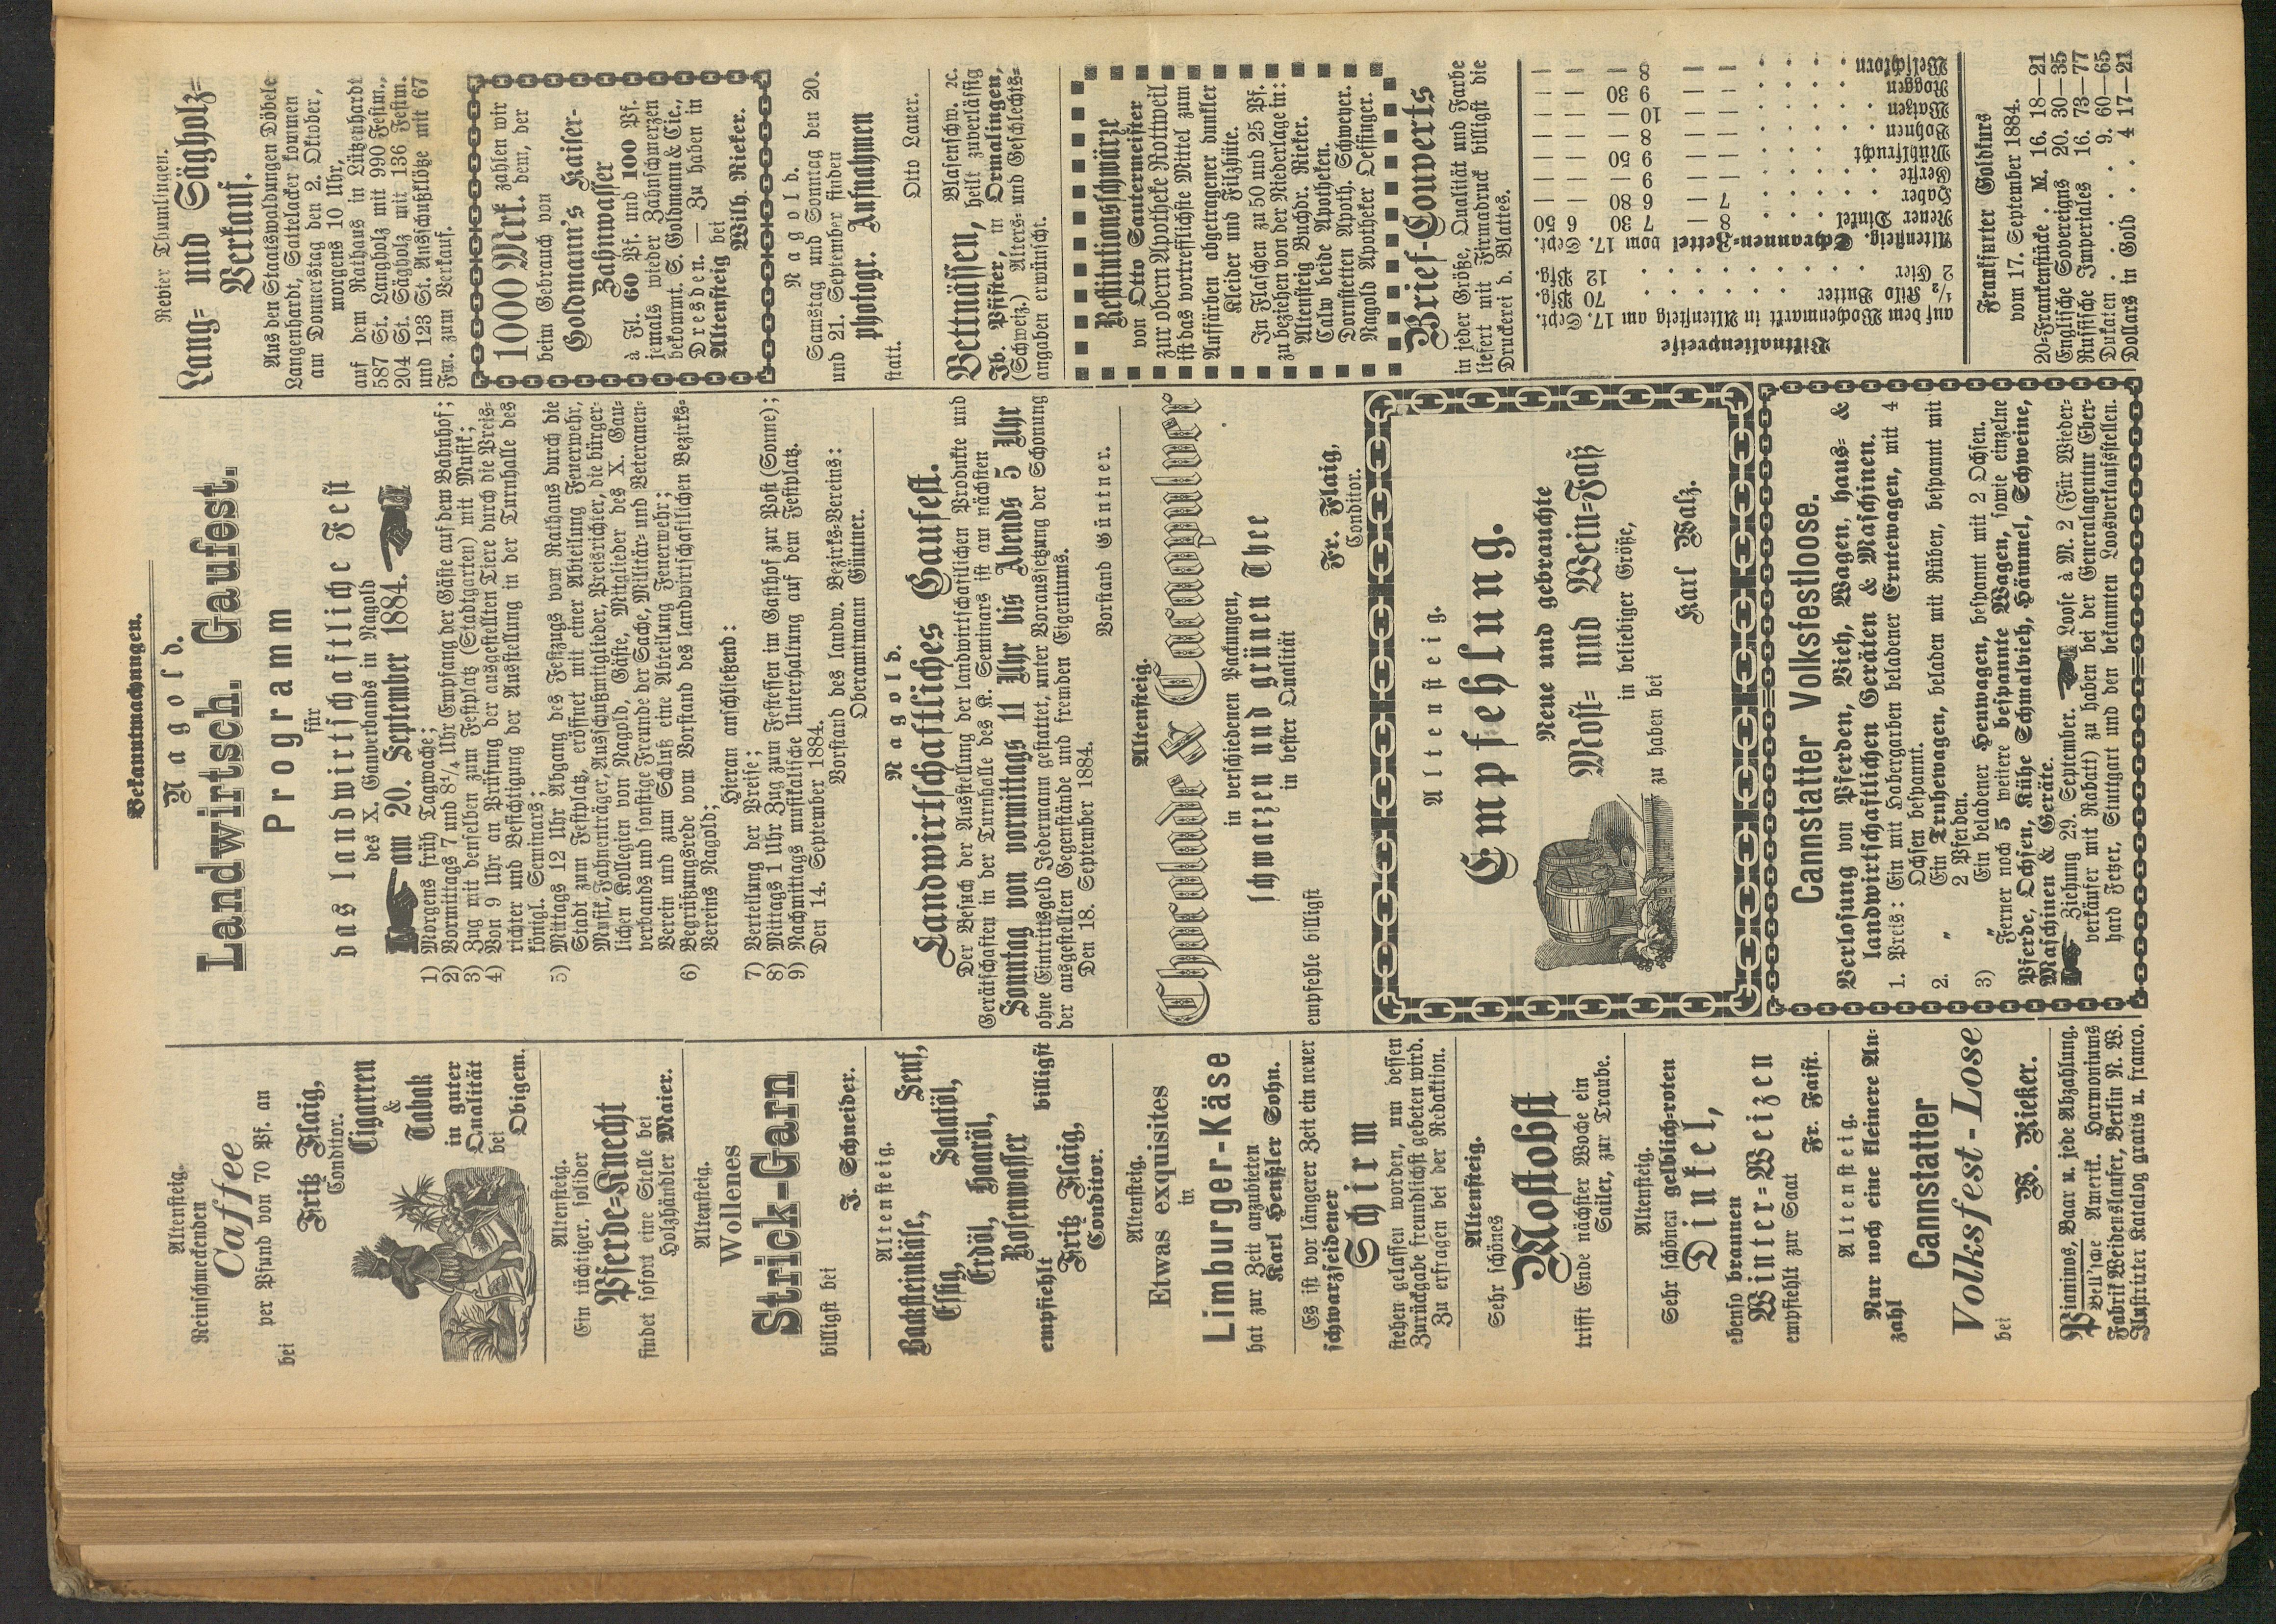 Bekanntmachungen.
Altensteig.
Reinschmeckenden
Caffee
per Pfund von 70 Pf. an
bei
Fritz Flaig,
Conditor.
Cigarren
&
Tabak
in guter
Qualität
bei
Obigem.
Altensteig.
Ein tüchtiger, solider
Pferde-Knecht
findet sofort eine Stelle bei
Holzhändler Maier.
Altensteig.
Wollenes
Strick-Garn
billigst bei
J. Schneider.
Altensteig.
Backsteinkäse, Senf,
Essig, Salatöl,
Erdöl, Haaröl,
Rosenwasser
empfiehlt billigst
Fritz Flaig,
Conditor.
Altensteig.
Etwas exquisites
in
Limburger-Käse
hat zur Zeit anzubieten
Karl Henßler Sohn.
Es ist vor längerer Zeit ein neuer
schwarzseidener
Schirm
stehen gelassen worden, um dessen
Zurückgabe freundlichst gebeten wird.
Zu erfragen bei der Redaktion.
Altensteig.
Sehr schönes
Mostobst
trifft Ende nächster Woche ein
Sailer, zur Traube.
Altensteig.
Sehr schönen gelblich-roten
Dinkel,
ebenso braunen
Winter-Weizen
empfiehlt zur Saat
Fr. Faist.
Altensteig.
Nur noch eine kleinere An-
zahl
Cannstatter
Volksfest-Lose
bei
W. Rieker.
Pianinos, Baar u. jede Abzahlung.
Bell'sche Amerik. Harmoniums
Fabrik Weidenslaufer, Berlin N. W.
Illustrirter Katalog gratis u. franco.
Nagold.
Landwirtsch. Gaufest.
Programm
für
das landwirtschaftliche Fest
des X. Gauverbands in Nagold
am 20. September 1884.
1) Morgens früh Tagwache;
2) Vormittags 7 und 8¼ Uhr Empfang der Gäste auf dem Bahnhof;
3) Zug mit denselben zum Festplatz (Stadtgarten) mit Musik;
4) Von 9 Uhr an Prüfung der ausgestellten Tiere durch die Preis-
richter und Besichtigung der Ausstellung in der Turnhalle des
königl. Seminars;
5) Mittags 12 Uhr Abgang des Festzugs vom Rathaus durch die
Stadt zum Festplatz, eröffnet mit einer Abteilung Feuerwehr,
Musik, Fahnenträger, Ausschußmitglieder, Preisrichter, die bürger-
lichen Kollegien von Nagold, Gäste, Mitglieder des X. Gau-
verbands und sonstige Freunde der Sache, Militär- und Veteranen-
Verein und zum Schluß eine Abteilung Feuerwehr;
6) Begrüßungsrede vom Vorstand des landwirtschaftlichen Bezirks-
Vereins Nagold;
Hieran anschließend:
7) Verteilung der Preise;
8) Mittags 1 Uhr Zug zum Festessen im Gasthof zur Post (Sonne);
9) Nachmittags musikalische Unterhaltung auf dem Festplatz.
Den 14. September 1884.
Vorstand des landw. Bezirks-Vereins:
Oberamtmann Güntner.
Nagold.
Landwirtschaftliches Gaufest.
Der Besuch der Ausstellung der landwirtschaftlichen Produkte und
Gerätschaften in der Turnhalle des K. Seminars ist am nächsten
Sonntag von vormittags 11 Uhr bis Abends 5 Uhr
ohne Eintrittsgeld Jedermann gestattet, unter Voraussetzung der Schonung
der ausgestellten Gegenstände und fremden Eigentums.
Den 18. September 1884.
Vorstand Güntner.
Altensteig.
Chocolade & Cacaopulver
in verschiedenen Packungen,
schwarzen und grünen Thee
in bester Qualität
empfehle billigst
Fr. Flaig,
Conditor.
Altensteig.
Empfehlung.
Neue und gebrauchte
Most- und Wein-Faß
in beliebiger Größe,
zu haben bei
Karl Walz.
Cannstatter Volksfestloose.
Verlosung von Pferden, Vieh, Wagen, haus- &
landwirtschaftlichen Geräten & Maschinen.
1. Preis: Ein mit Habergarben beladener Erntewagen, mit 4
Ochsen bespannt.
2. „ Ein Truhewagen, beladen mit Rüben, bespannt mit
2 Pferden.
3) „ Ein beladener Heuwagen, bespannt mit 2 Ochsen.
Ferner noch 5 weitere bespannte Wagen, sowie einzelne
Pferde, Ochsen, Kühe Schmalvieh, Hämmel, Schweine,
Maschinen & Geräte.
Ziehung 29. September. Loose à M. 2 (Für Wieder-
verkäufer mit Rabatt) zu haben bei der Generalagentur Eber-
hard Fetzer, Stuttgart und den bekannten Loosverkaufsstellen.
Revier Thumlingen.
Lang- und Sägholz-
Verkauf.
Aus den Staatswaldungen Döbele
Langenhardt, Sattelacker kommen
am Donnerstag den 2. Oktober,
morgens 10 Uhr,
auf dem Rathaus in Lützenhardt
587 St. Langholz mit 990 Festm.,
204 St. Sägholz mit 136 Festm.
und 123 St. Ausschußklötze mit 67
Fm. zum Verkauf.
1000 Mrk. zahlen wir
dem, der
beim Gebrauch von
Goldmann's Kaiser-
Zahnwasser
à Fl. 60 Pf. und 100 Pf.
jemals wieder Zahnschmerzen
bekommt. S. Goldmann & Cie.,
Dresden. — Zu haben in
Altensteig bei
Wilh. Rieker.
Nagold.
Samstag und Sonntag den 20.
und 21. September finden
photogr. Aufnahmen
statt.
Otto Lauer.
Bettnässen, Blasenschw. ꝛc.
heilt zuverlässig
Jb. Pfister, in Ormalingen,
(Schweiz.) Alters- und Geschlechts-
angaben erwünscht.
Restitutionsschwärze
von Otto Sautermeister
zur obern Apotheke Rottweil
ist das vortrefflichste Mittel zum
Auffärben abgetragener dunkler
Kleider und Filzhüte.
In Flaschen zu 50 und 25 Pf.
zu beziehen von der Niederlage in:
Altensteig Buchdr. Rieker.
Calw beide Apotheken.
Dornstetten Apoth. Schweyer.
Nagold Apotheker Oeffinger.
Brief-Couverts
in jeder Größe, Qualität und Farbe
liefert mit Firmadruck billigst die
Druckerei d. Blattes.
Viktualienpreise
auf dem Wochenmarkt in Altensteig am 17. Sept.
½ Kilo Butter . . . . . 70 Pfg.
2 Eier . . . . . 12 Pfg.
Altensteig. Schrannen-Zettel vom 17. Sept.
Neuer Dinkel 8 — 7 30 6 50
Haber . . 7 — 6 80 — —
Gerste . . . — — 9 — — —
Mühlfrucht . . — — 9 50 — —
Bohnen . . . — — 8 — — —
Waizen . . . — — 10 — — —
Roggen . . . — — 9 30 — —
Welschkorn . . — — 8 — — —
Frankfurter Goldkurs
vom 17. September 1884.
20-Frankenstücke . M. 16. 18—21
Englische Sovereigns 20. 30—35
Russische Imperiales 16. 73—77
Dukaten . . . . . 9. 60—65
Dollars in Gold . . . 4 17—21